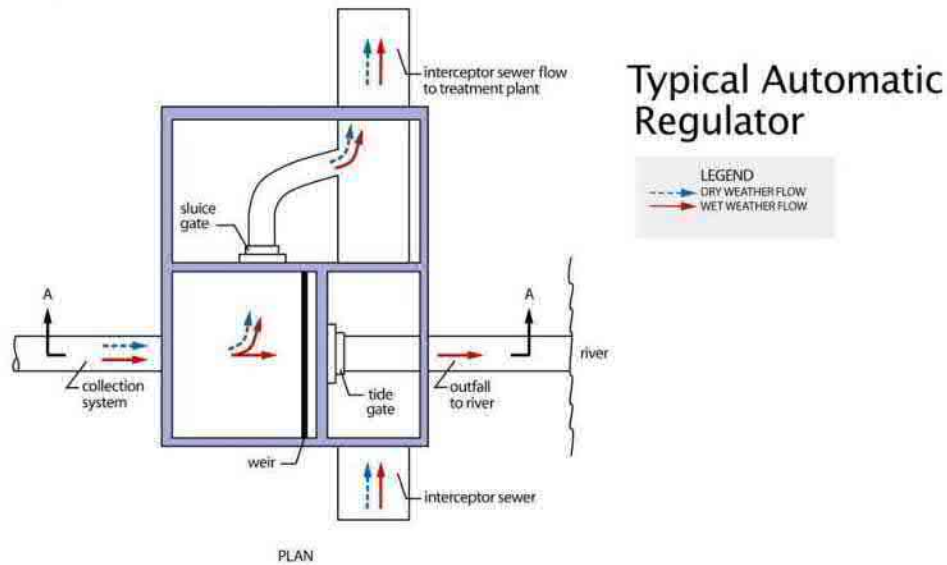 interceptor sewer flow
to treatment plant
Typical Automatic
Regulator
LEGEND
DRY WEATHER FLOW
WET WEATHER FLOW
sluice
gate
A
A
river
collection
system
tide
gate
outfall
to river
weir
interceptor sewer
PLAN